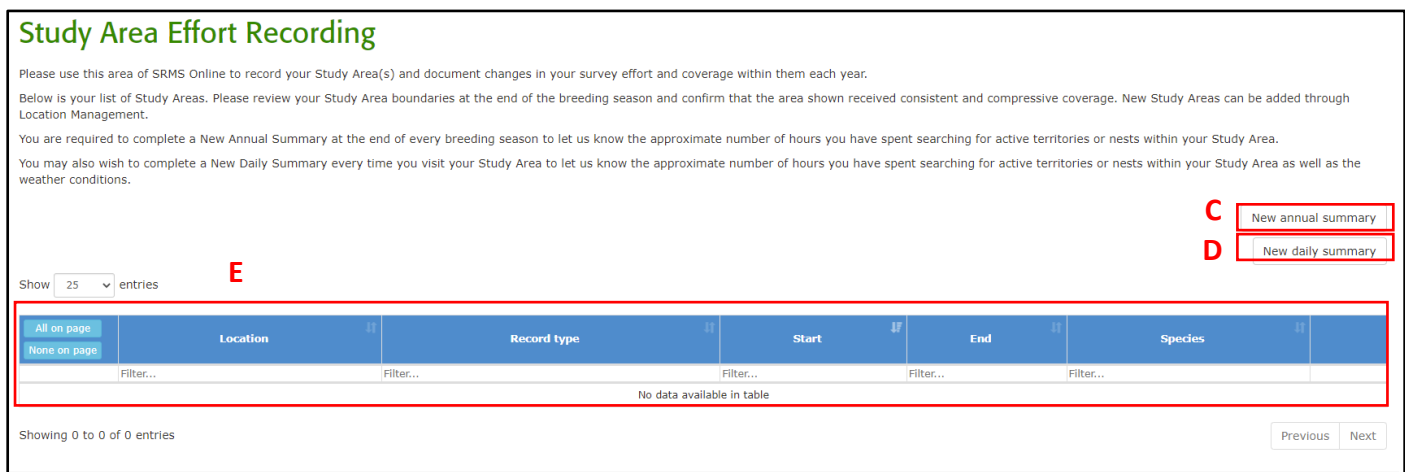 Study Area Effort Recording
Please use this area of SRMS Online to record your Study Area(s) and document changes in your survey effort and coverage within them each year.
Below is your list of Study Areas. Please review your Study Area boundaries at the end of the breeding season and confirm that the area shown received consistent and compressive coverage. New Study Areas can be added through
Location Management.
You are required to complete a New Annual Summary at the end of every breeding season to let us know the approximate number of hours you have spent searching for active territories or nests within your Study Area.
You may also wish to complete a New Daily Summary every time you visit your Study Area to let us know the approximate number of hours you have spent searching for active territories or nests within your Study Area as well as the
weather conditions.
C New annual summary
D New daily summary
E
Show 25 entries
All on page
None on page
Location Record type Start End Species
Filter... Filter... Filter... Filter... Filter...
No data available in table
Showing 0 to 0 of 0 entries
Previous Next